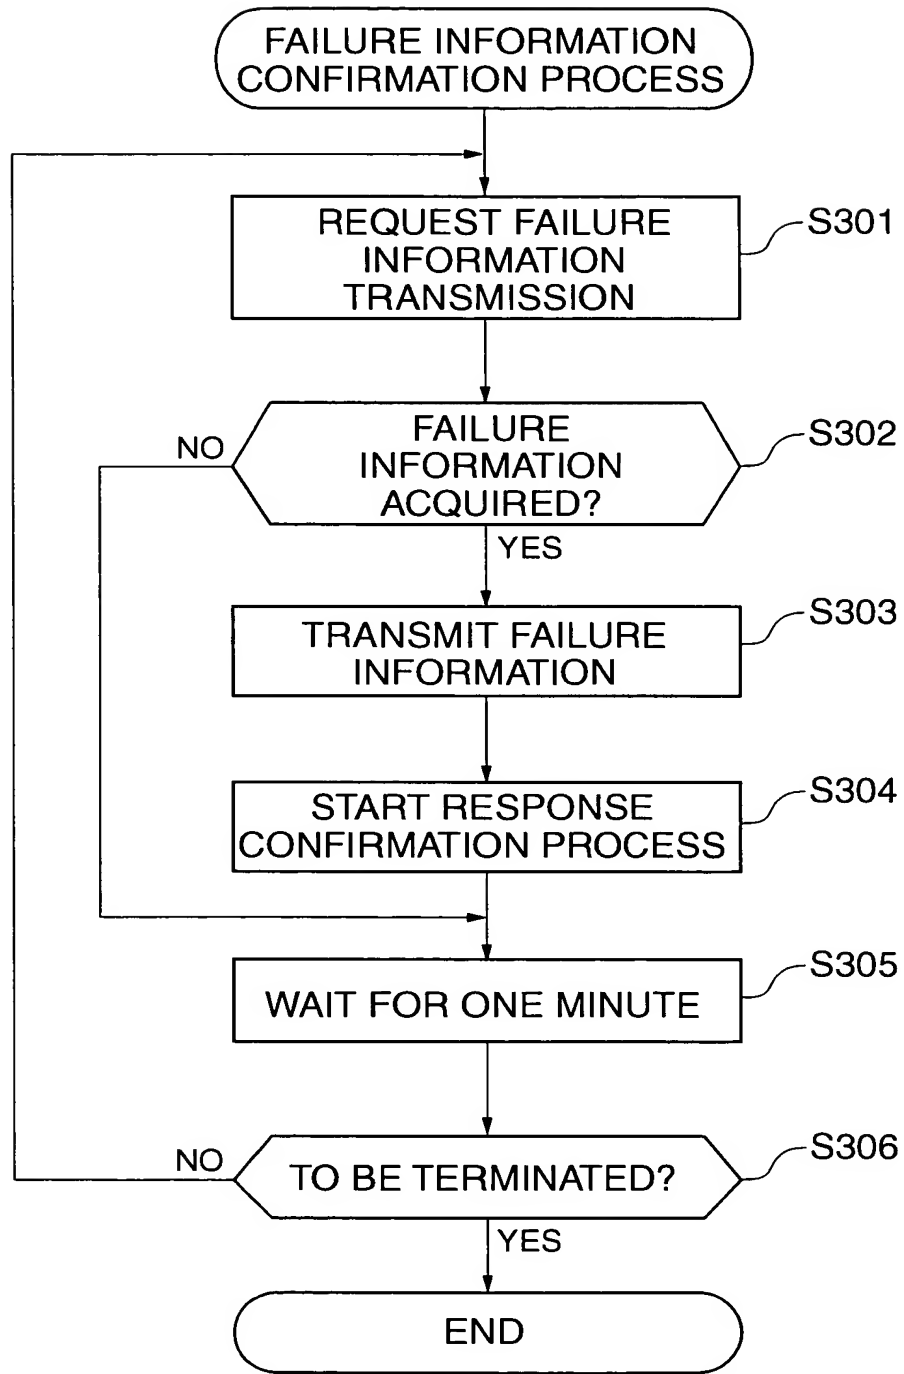 FAILURE INFORMATION
CONFIRMATION PROCESS
REQUEST FAILURE
INFORMATION
TRANSMISSION
S301
FAILURE
INFORMATION
ACQUIRED?
S302
NO
YES
TRANSMIT FAILURE
INFORMATION
S303
START RESPONSE
CONFIRMATION PROCESS
S304
WAIT FOR ONE MINUTE
S305
TO BE TERMINATED?
S306
NO
YES
END